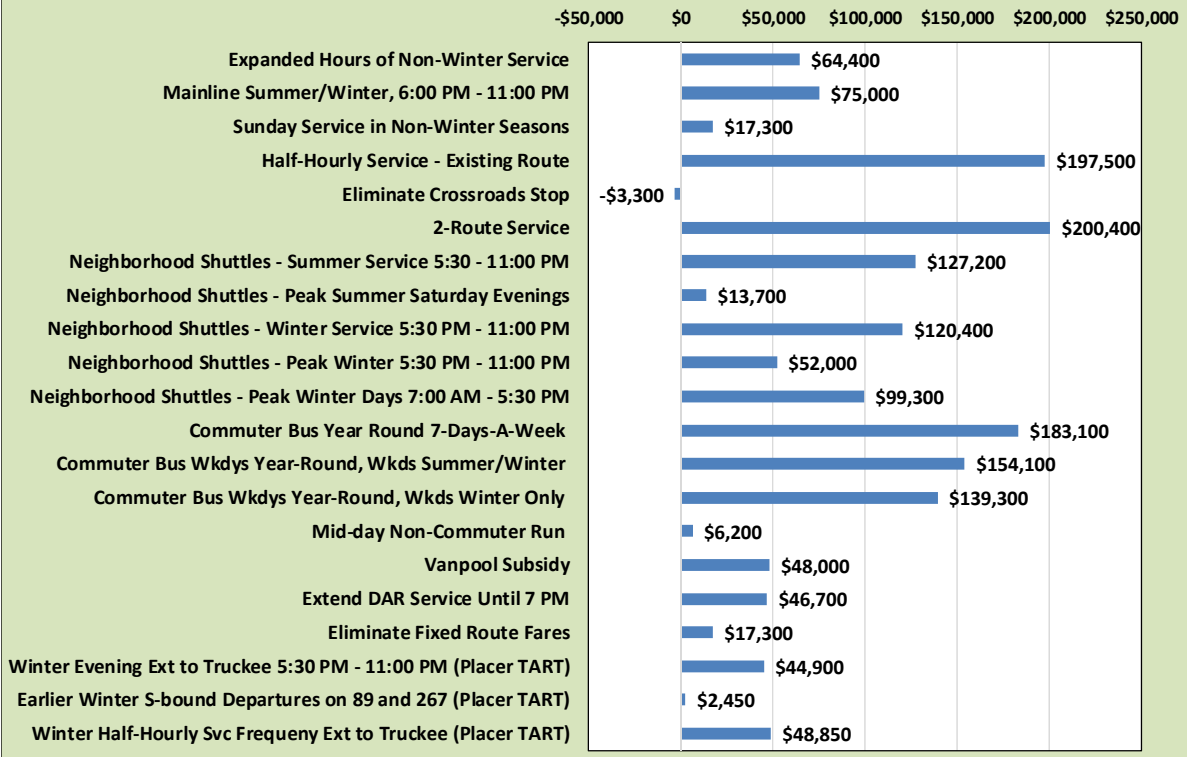 -$50,000 $0 $50,000 $100,000 $150,000 $200,000 $250,000
Expanded Hours of Non-Winter Service $64,400
Mainline Summer/Winter, 6:00 PM - 11:00 PM $75,000
Sunday Service in Non-Winter Seasons $17,300
Half-Hourly Service - Existing Route $197,500
Eliminate Crossroads Stop -$3,300
2-Route Service $200,400
Neighborhood Shuttles - Summer Service 5:30 - 11:00 PM $127,200
Neighborhood Shuttles - Peak Summer Saturday Evenings $13,700
Neighborhood Shuttles - Winter Service 5:30 PM - 11:00 PM $120,400
Neighborhood Shuttles - Peak Winter 5:30 PM - 11:00 PM $52,000
Neighborhood Shuttles - Peak Winter Days 7:00 AM - 5:30 PM $99,300
Commuter Bus Year Round 7-Days-A-Week $183,100
Commuter Bus Wkdys Year-Round, Wkds Summer/Winter $154,100
Commuter Bus Wkdys Year-Round, Wkds Winter Only $139,300
Mid-day Non-Commuter Run $6,200
Vanpool Subsidy $48,000
Extend DAR Service Until 7 PM $46,700
Eliminate Fixed Route Fares $17,300
Winter Evening Ext to Truckee 5:30 PM - 11:00 PM (Placer TART) $44,900
Earlier Winter S-bound Departures on 89 and 267 (Placer TART) $2,450
Winter Half-Hourly Svc Frequeny Ext to Truckee (Placer TART) $48,850